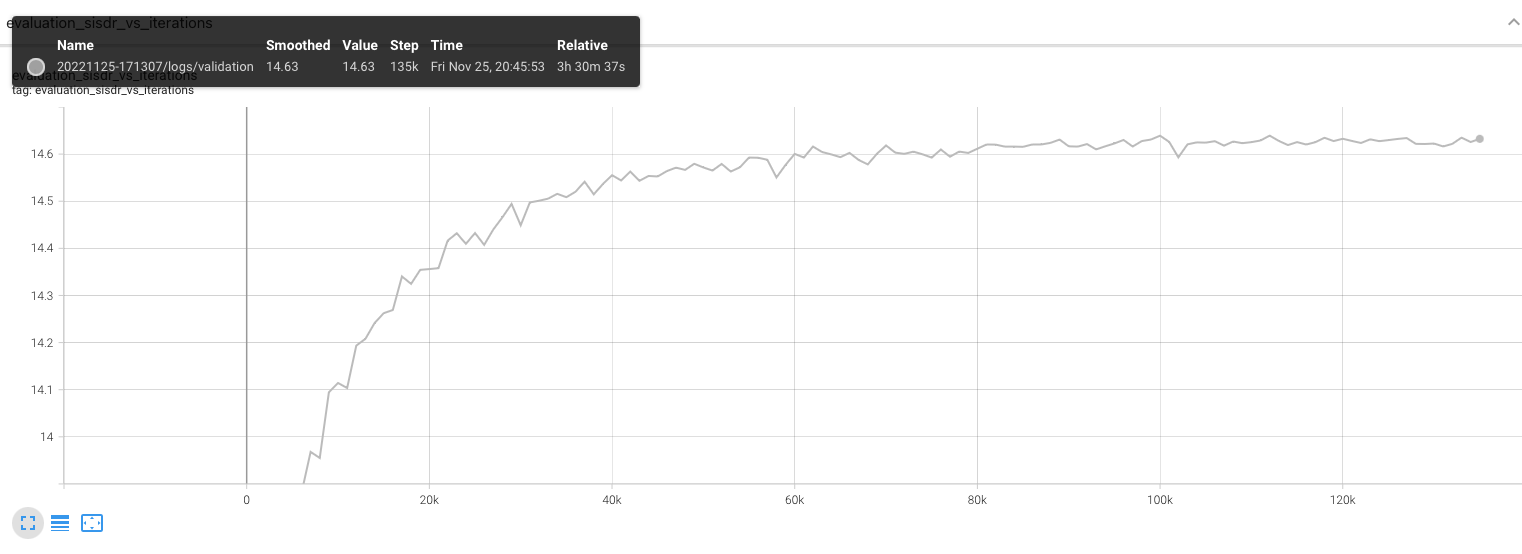 evaluation_sisdr_vs_iterations
Name Smoothed Value Step Time Relative
20221125-171307/logs/validation 14.63 14.63 135k Fri Nov 25, 20:45:53 3h 30m 37s
evaluation_sisdr_vs_iterations
tag: evaluation_sisdr_vs_iterations
14.6
14.5
14.4
14.3
14.2
14.1
14
0 20k 40k 60k 80k 100k 120k